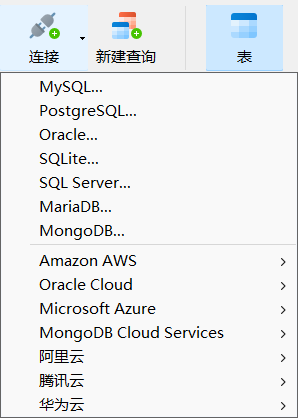 连接 新建查询 表
MySQL...
PostgreSQL...
Oracle...
SQLite...
SQL Server...
MariaDB...
MongoDB...
Amazon AWS
Oracle Cloud
Microsoft Azure
MongoDB Cloud Services
阿里云
腾讯云
华为云